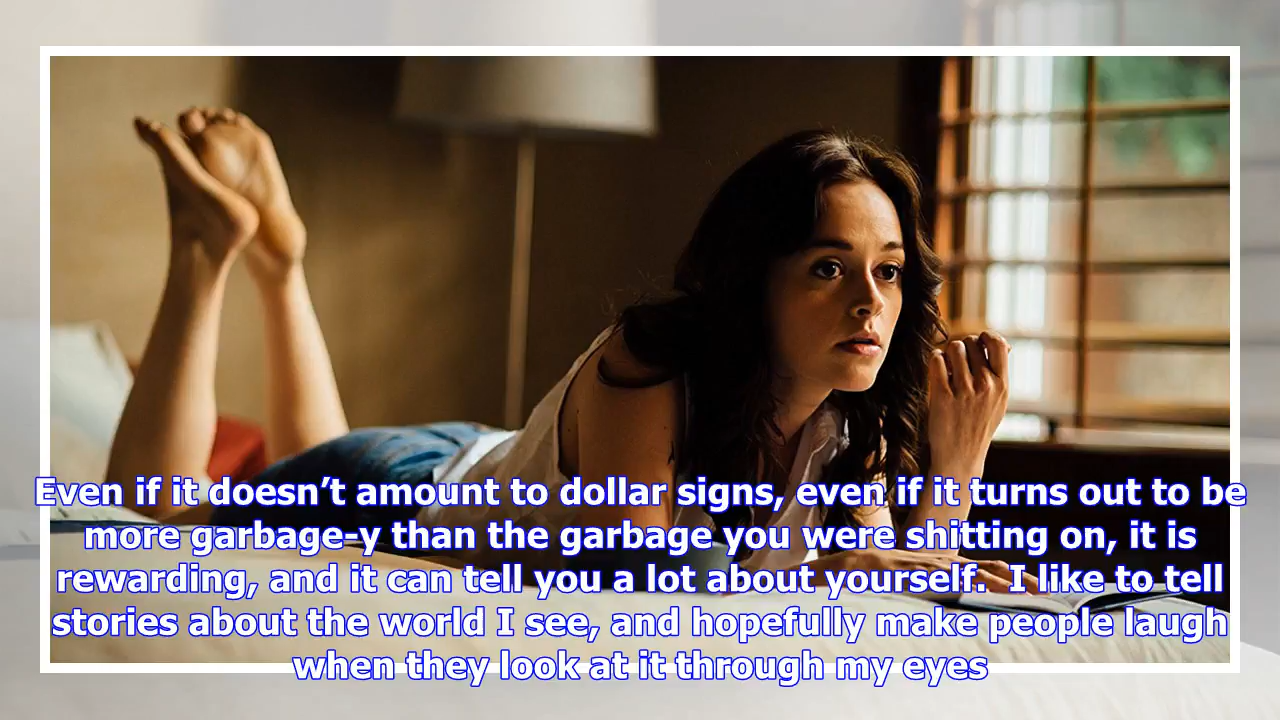 Even if it doesn’t amount to dollar signs, even if it turns out to be
more garbage-y than the garbage you were shitting on, it is
rewarding, and it can tell you a lot about yourself.  I like to tell
stories about the world I see, and hopefully make people laugh
when they look at it through my eyes